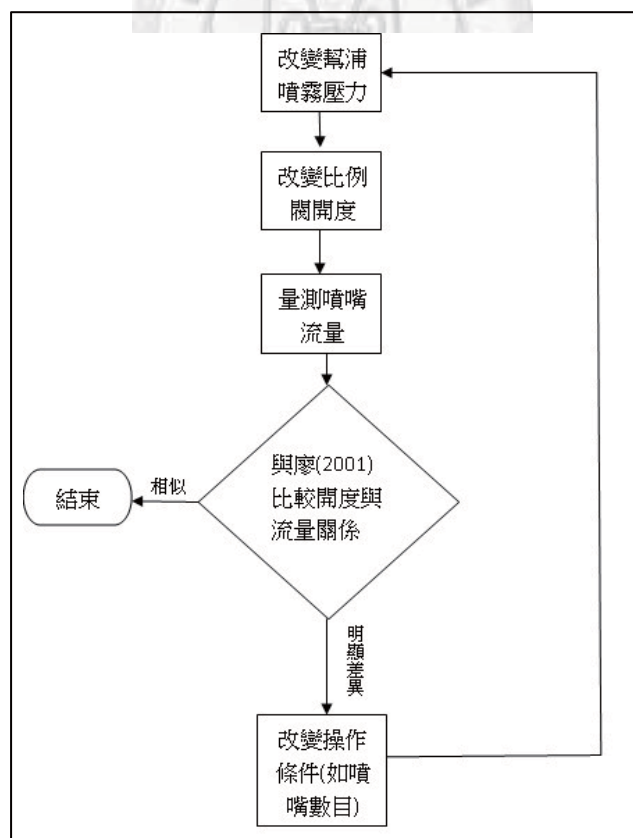 改變幫浦
噴霧壓力
改變比例
閥開度
量測噴嘴
流量
與廖(2001)
比較開度與
流量關係
相似
結束
明顯差異
改變操作
條件(如噴
嘴數目)